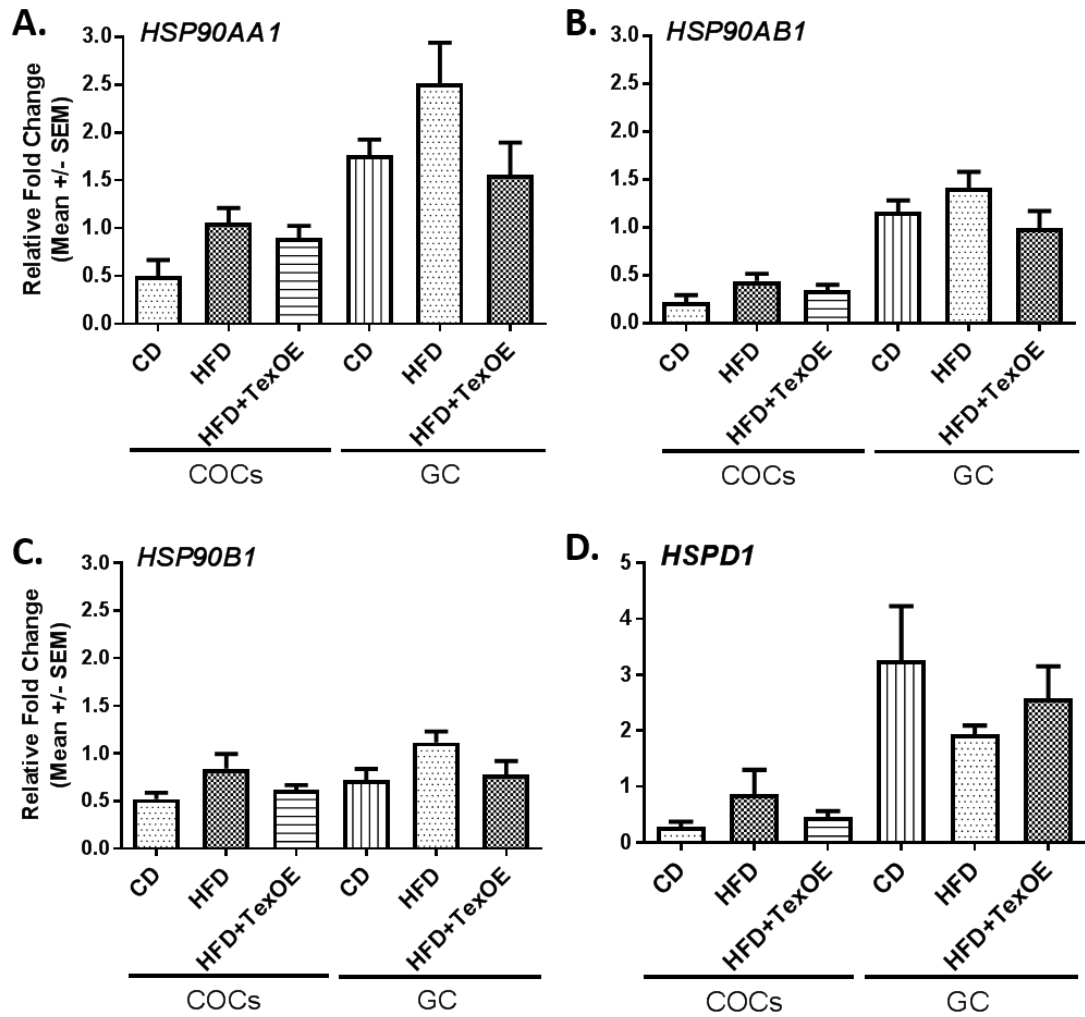 A.
HSP90AA1
Relative Fold Change
(Mean +/- SEM)
3.0
2.5
2.0
1.5
1.0
0.5
0.0
CD
HFD
HFD+TexOE
CD
HFD
HFD+TexOE
COCs
GC
B.
HSP90AB1
3.0
2.5
2.0
1.5
1.0
0.5
0.0
CD
HFD
HFD+TexOE
CD
HFD
HFD+TexOE
COCs
GC
C.
HSP90B1
Relative Fold Change
(Mean +/- SEM)
3.0
2.5
2.0
1.5
1.0
0.5
0.0
CD
HFD
HFD+TexOE
CD
HFD
HFD+TexOE
COCs
GC
D.
HSPD1
5
4
3
2
1
0
CD
HFD
HFD+TexOE
CD
HFD
HFD+TexOE
COCs
GC